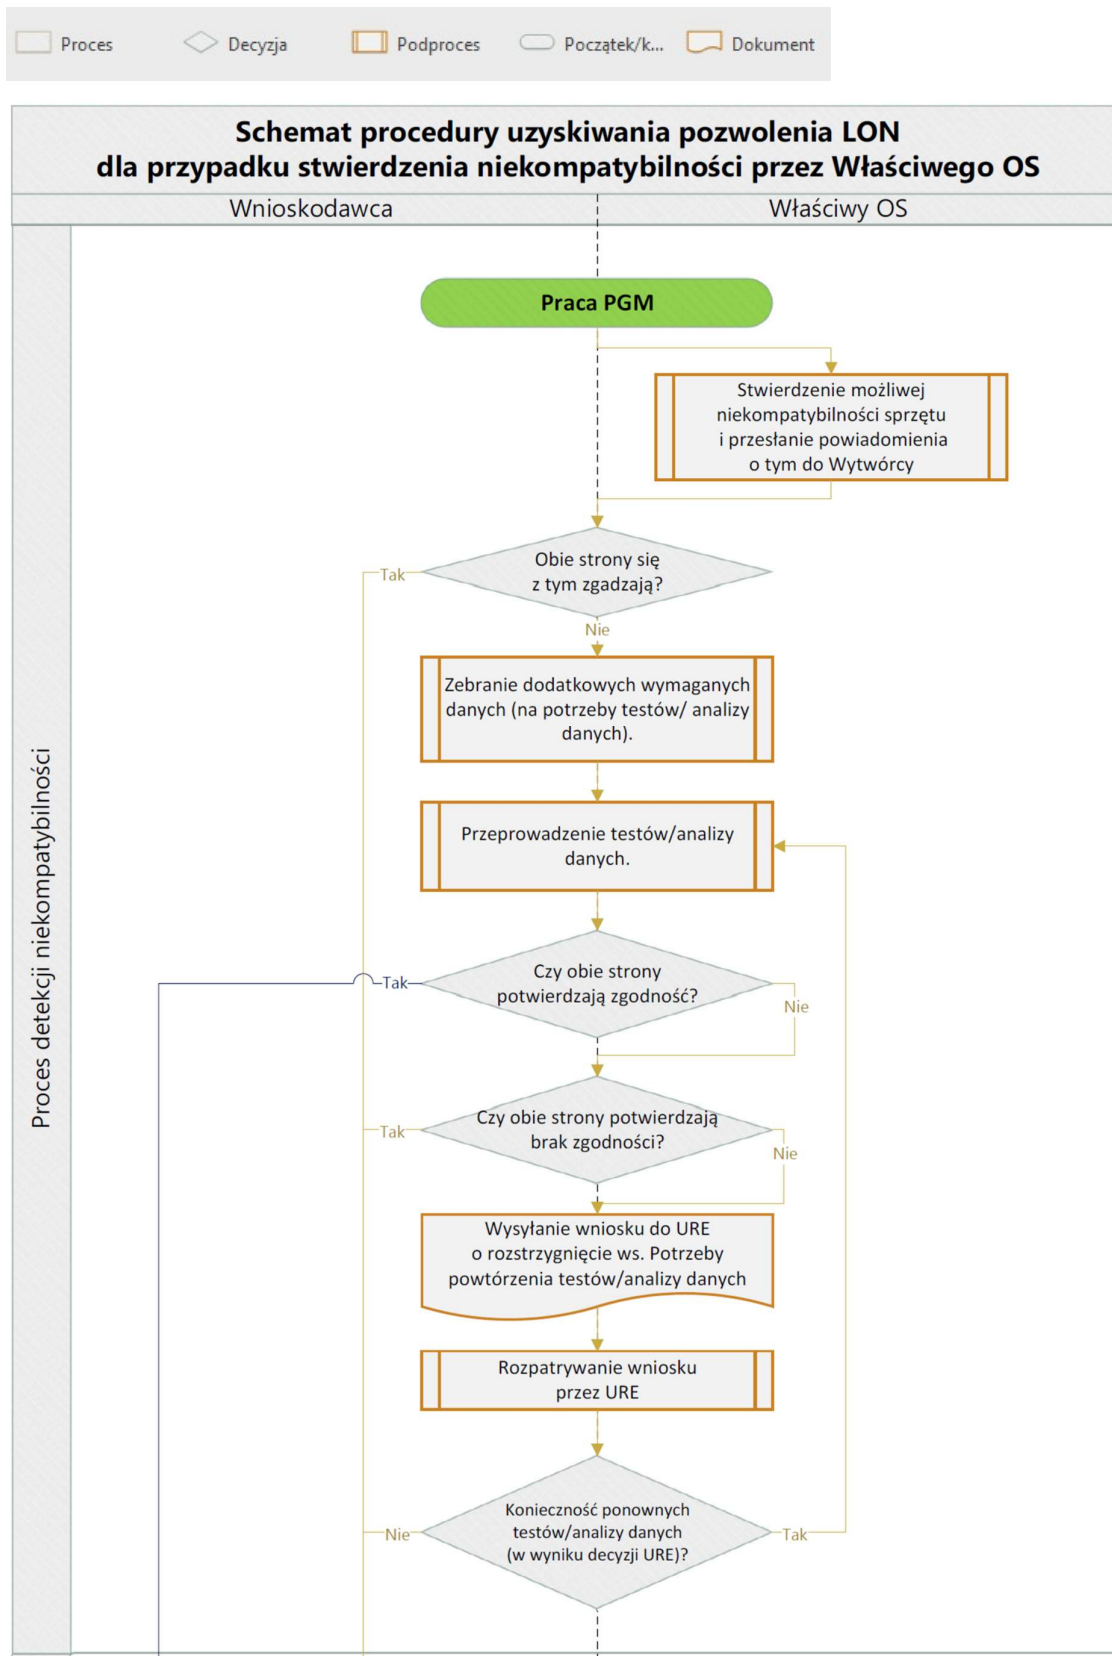 Proces
Decyzja
Podproces
Początek/k...
Dokument
Schemat procedury uzyskiwania pozwolenia LON
dla przypadku stwierdzenia niekompatybilności przez Właściwego OS
Wnioskodawca
Właściwy OS
Proces detekcji niekompatybilności
Praca PGM
Stwierdzenie możliwej
niekompatybilności sprzętu
i przesłanie powiadomienia
o tym do Wytwórcy
Obie strony się
z tym zgadzają?
Tak
Nie
Zebranie dodatkowych wymaganych
danych (na potrzeby testów/ analizy
danych).
Przeprowadzenie testów/analizy
danych.
Czy obie strony
potwierdzają zgodność?
Tak
Nie
Czy obie strony potwierdzają
brak zgodności?
Tak
Nie
Wysyłanie wniosku do URE
o rozstrzygnięcie ws. Potrzeby
powtórzenia testów/analizy danych
Rozpatrywanie wniosku
przez URE
Konieczność ponownych
testów/analizy danych
(w wyniku decyzji URE)?
Nie
Tak